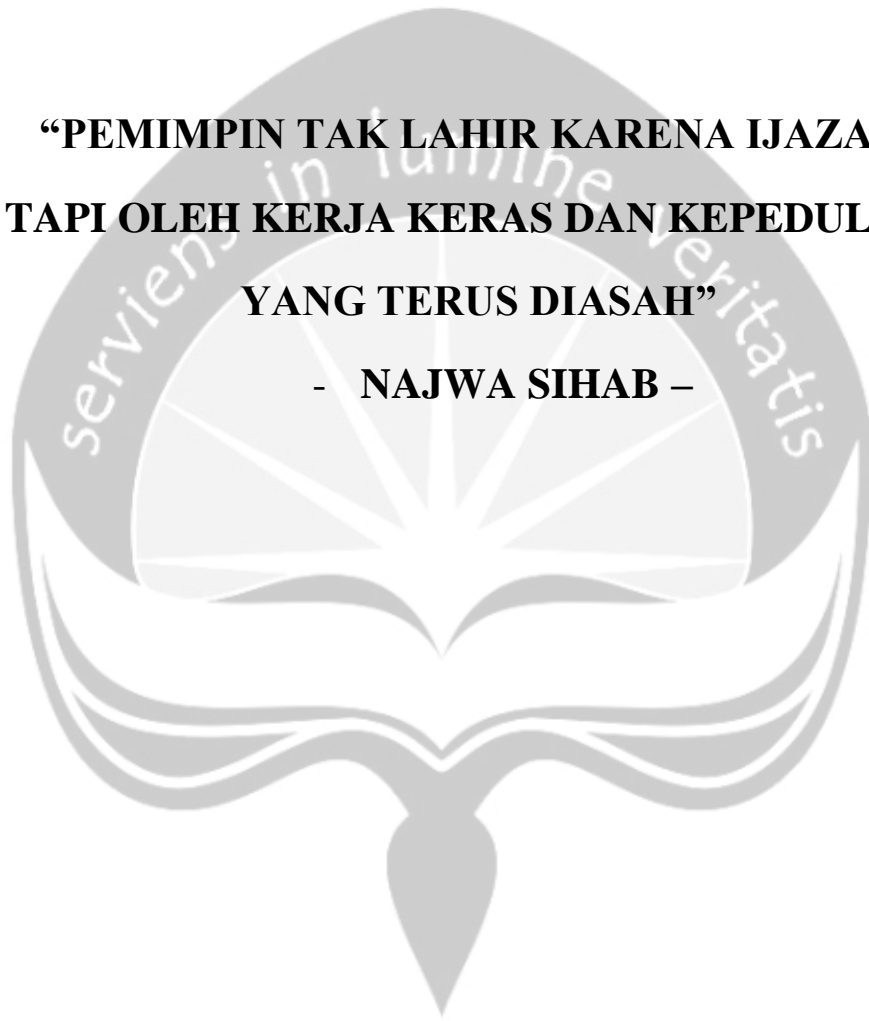 “PEMIMPIN TAK LAHIR KARENA IJAZA
TAPI OLEH KERJA KERAS DAN KEPEDUL
YANG TERUS DIASAH”
- NAJWA SIHAB –
serviens in lumine veritatis